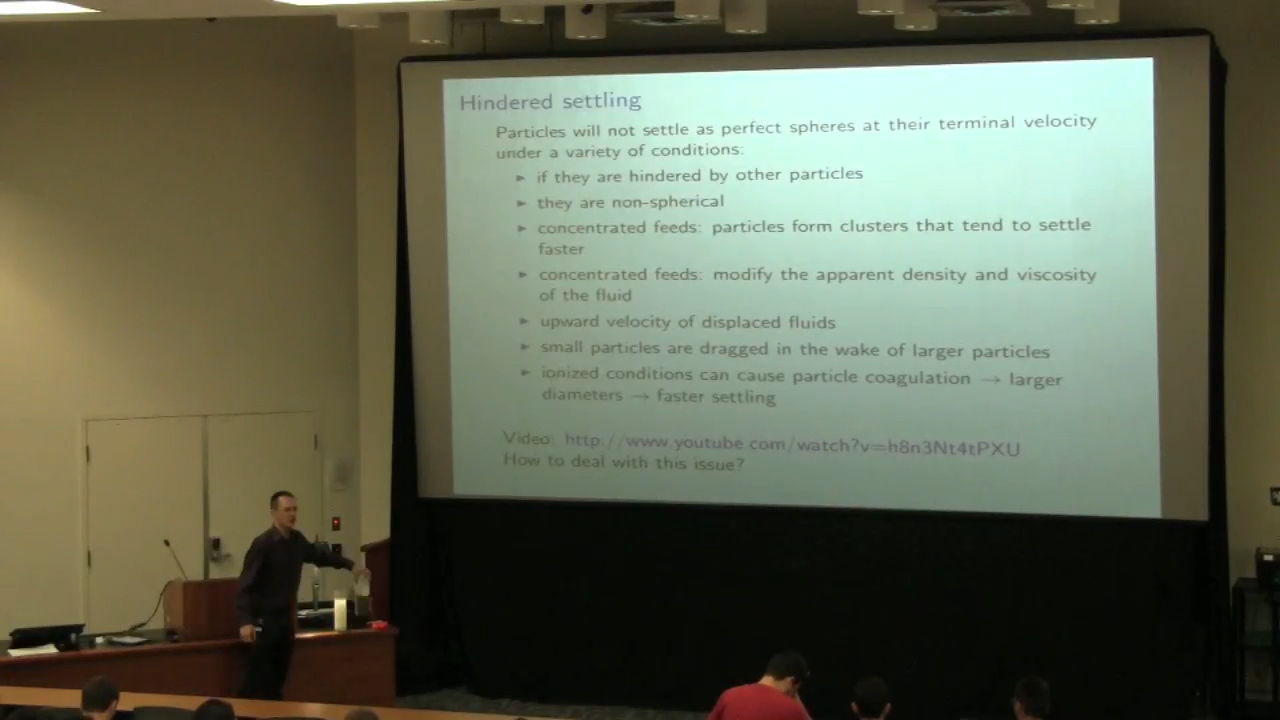 Hindered settling
Particles will not settle as perfect spheres at their terminal velocity
under a variety of conditions:
► if they are hindered by other particles
► they are non-spherical
► concentrated feeds: particles form clusters that tend to settle
faster
► concentrated feeds: modify the apparent density and viscosity
of the fluid
► upward velocity of displaced fluids
► small particles are dragged in the wake of larger particles
► ionized conditions can cause particle coagulation → larger
diameters → faster settling
Video: http://www.youtube.com/watch?v=h8n3Nt4tPXU
How to deal with this issue?